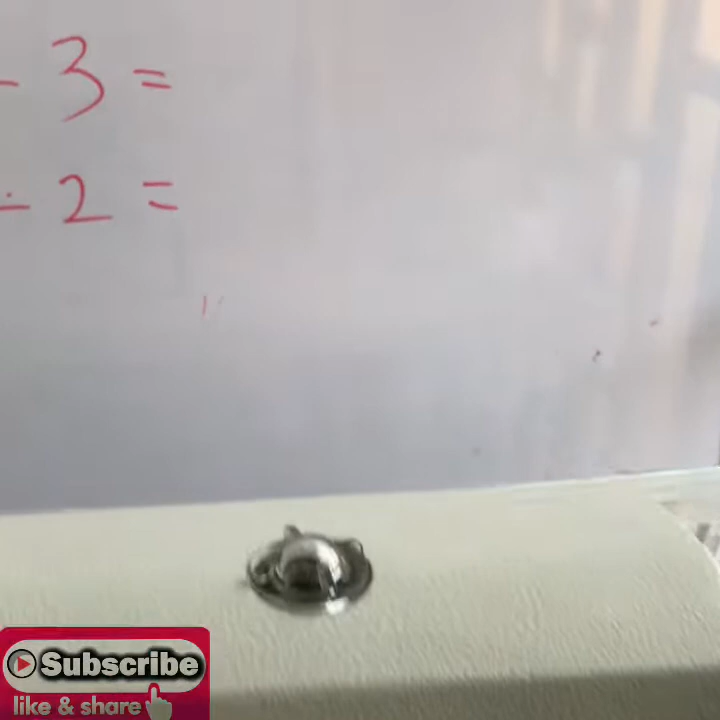 - 3 =
÷ 2 =
Subscribe
like & share